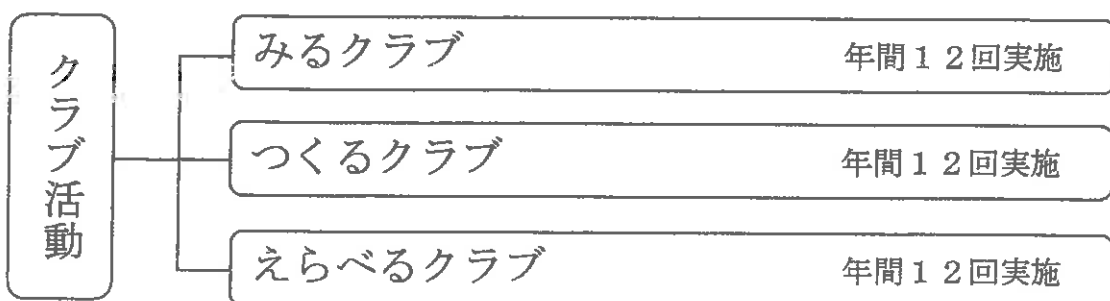 クラブ活動
みるクラブ 年間１２回実施
つくるクラブ 年間１２回実施
えらべるクラブ 年間１２回実施